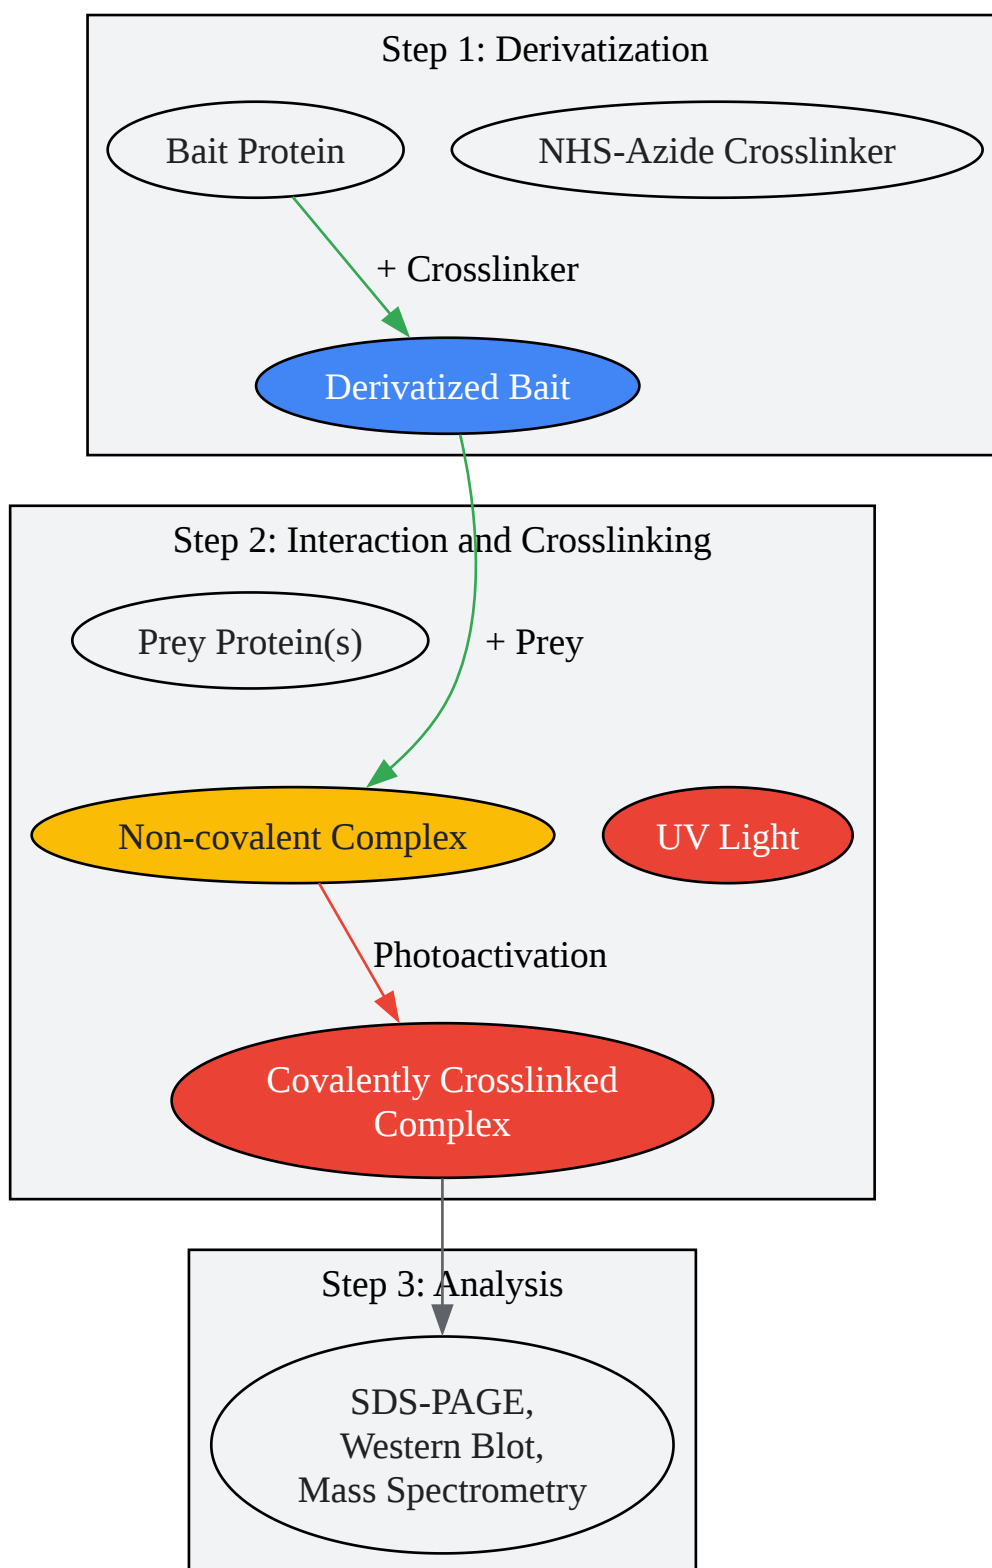 Step 1: Derivatization
Bait Protein
NHS-Azide Crosslinker
+ Crosslinker
Derivatized Bait
Step 2: Interaction and Crosslinking
Prey Protein(s)
+ Prey
Non-covalent Complex
UV Light
Photoactivation
Covalently Crosslinked
Complex
Step 3: Analysis
SDS-PAGE,
Western Blot,
Mass Spectrometry